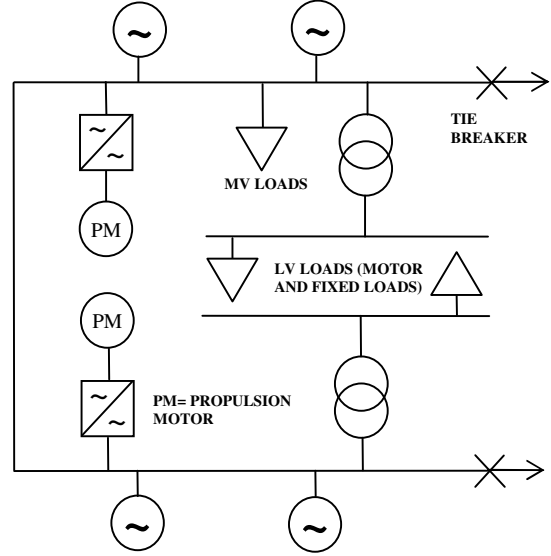 ~
~
TIE
BREAKER
~
~
MV LOADS
PM
LV LOADS (MOTOR
AND FIXED LOADS)
PM
~
~
PM= PROPULSION
MOTOR
~
~